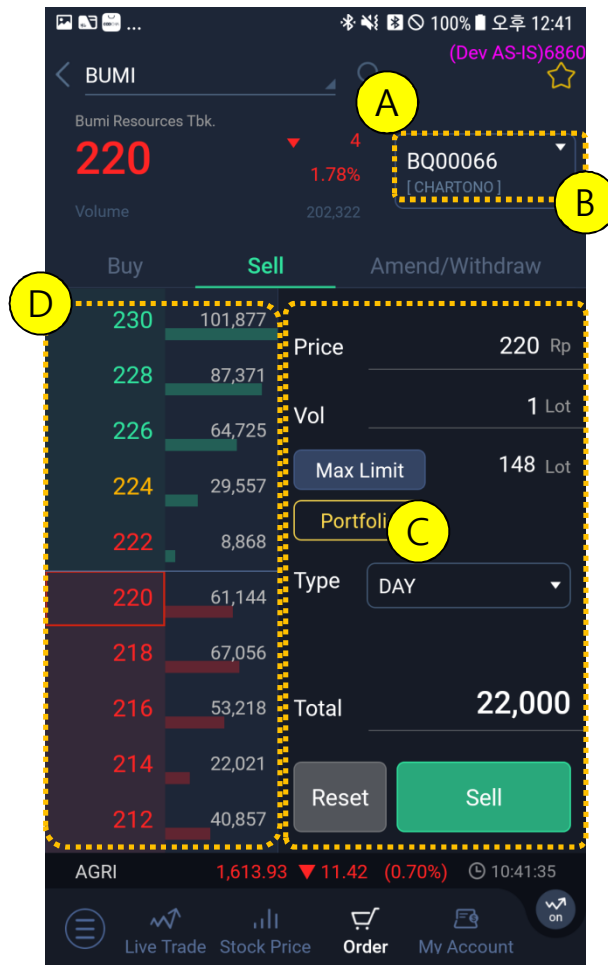 ... 100% 오후 12:41
(Dev AS-IS)6860
BUMI
A
Bumi Resources Tbk.
220 ▼ 4
1.78%
BQ00066
[ CHARTONO ]
B
Volume 202,322
Buy Sell Amend/Withdraw
D
230 101,877
228 87,371
226 64,725
224 29,557
222 8,868
220 61,144
218 67,056
216 53,218
214 22,021
212 40,857
Price 220 Rp
Vol 1 Lot
Max Limit 148 Lot
Portfoli
C
Type DAY
Total 22,000
Reset Sell
AGRI 1,613.93 ▼ 11.42 (0.70%) 10:41:35
on
Live Trade Stock Price Order My Account